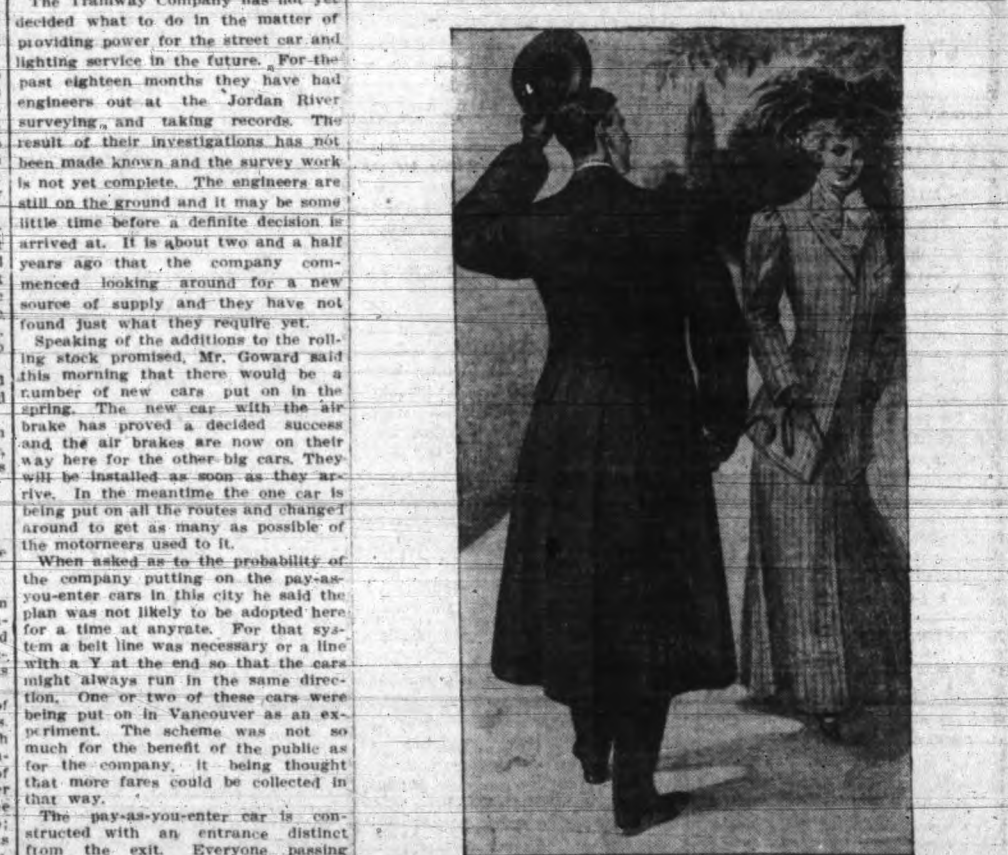 The Tramway Company has not yet
decided what to do in the matter of
providing power for the street car and
lighting service in the future. For the
past eighteen months they have had
engineers out at the Jordan River
surveying, and taking records. The
result of their investigations has not
been made known and the survey work
is not yet complete. The engineers are
still on the ground and it may be some
little time before a definite decision is
arrived at. It is about two and a half
years ago that the company com-
menced looking around for a new
source of supply and they have not
found just what they require yet.
Speaking of the additions to the roll-
ing stock promised, Mr. Goward said
this morning that there would be a
number of new cars put on in the
spring. The new car with the air
brake has proved a decided success
and the air brakes are now on their
way here for the other big cars. They
will be installed as soon as they ar-
rive. In the meantime the one car is
being put on all the routes and changed
around to get as many as possible of
the motorneers used to it.
When asked as to the probability of
the company putting on the pay-as-
you-enter cars in this city he said the
plan was not likely to be adopted here
for a time at anyrate. For that sys-
tem a belt line was necessary or a line
with a Y at the end so that the cars
might always run in the same direc-
tion. One or two of these cars were
being put on in Vancouver as an ex-
periment. The scheme was not so
much for the benefit of the public as
for the company, it being thought
that more fares could be collected in
that way.
The pay-as-you-enter car is con-
structed with an entrance distinct
from the exit. Everyone passing